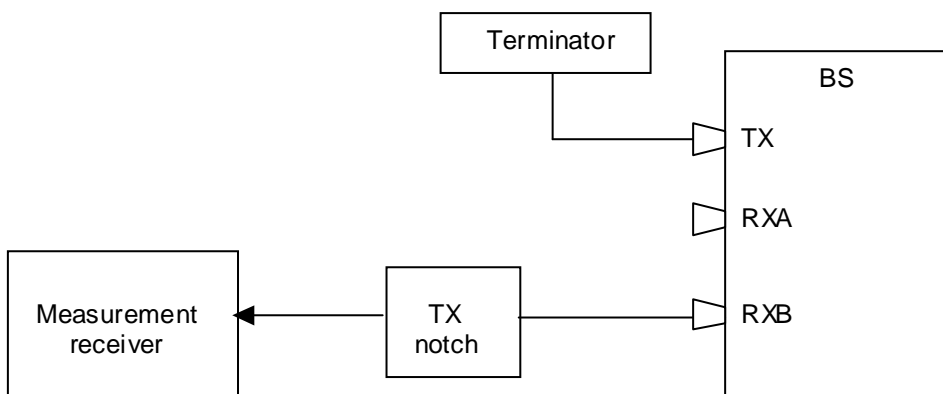 Terminator
BS
TX
RXA
Measurement
receiver
TX
notch
RXB